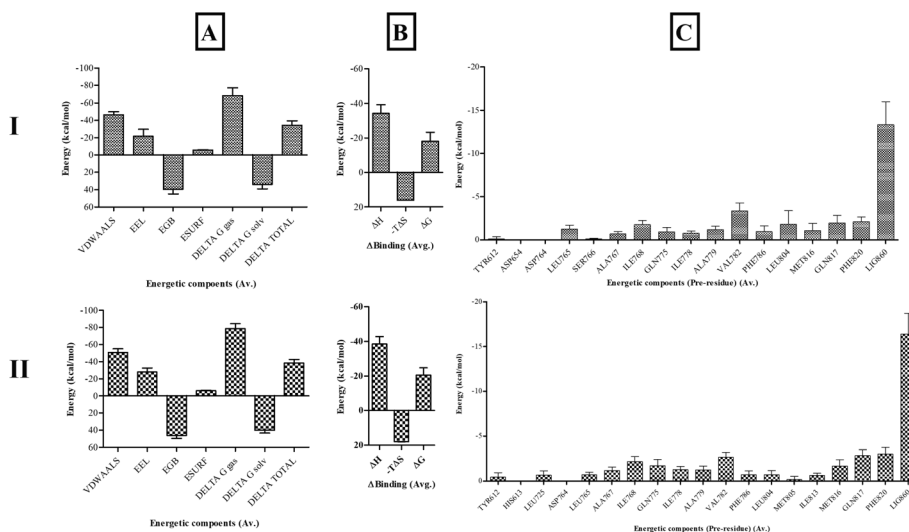 A
B
C
I
Energy (kcal/mol)
-100
-80
-60
-40
-20
0
20
40
60
VDWAALS
EEL
EGB
ESURF
DELTA G gas
DELTA G solv
DELTA TOTAL
Energetic compoents (Av.)
Energy (kcal/mol)
-60
-40
-20
0
20
ΔH
-TΔS
ΔG
ΔBinding (Avg.)
Energy (kcal/mol)
-20
-15
-10
-5
0
TYR612
ASP654
ASP764
LEU765
SER766
ALA767
ILE768
GLN775
ILE778
ALA779
VAL782
PHE786
LEU804
MET816
GLN817
PHE820
LIG860
Energetic compoents (Pre-residue) (Av.)
II
Energy (kcal/mol)
-100
-80
-60
-40
-20
0
20
40
60
VDWAALS
EEL
EGB
ESURF
DELTA G gas
DELTA G solv
DELTA TOTAL
Energetic compoents (Av.)
Energy (kcal/mol)
-60
-40
-20
0
20
ΔH
-TΔS
ΔG
ΔBinding (Avg.)
Energy (kcal/mol)
-20
-15
-10
-5
0
TYR612
HIS613
LEU725
ASP764
LEU765
ALA767
ILE768
GLN775
ILE778
ALA779
VAL782
PHE786
LEU804
MET805
ILE813
MET816
GLN817
PHE820
LIG860
Energetic compoents (Pre-residue) (Av.)